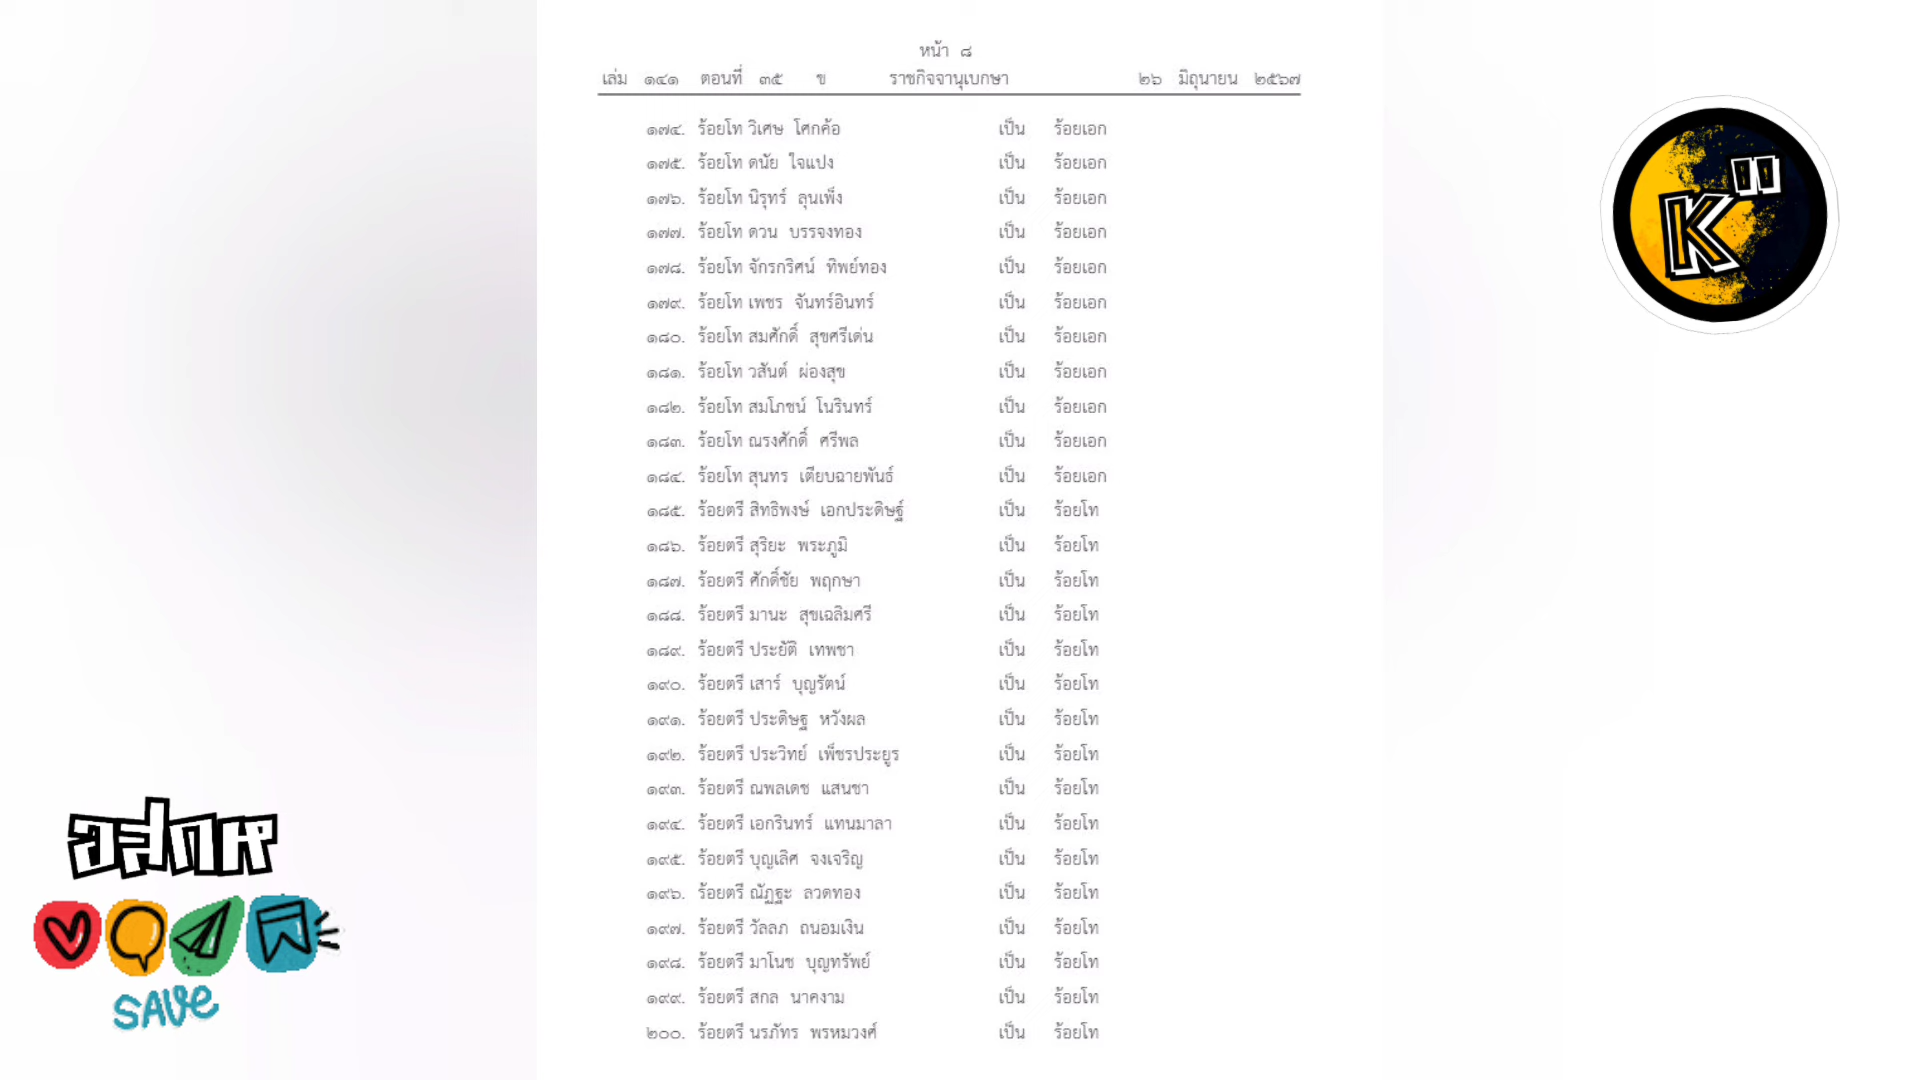 หน้า ๘
เล่ม ๑๔๑ ตอนที่ ๓๕ ข ราชกิจจานุเบกษา ๒๖ มิถุนายน ๒๕๖๗
๑๗๔. ร้อยโท วิเศษ โศกค้อ เป็น ร้อยเอก
๑๗๕. ร้อยโท ดนัย ใจแปง เป็น ร้อยเอก
๑๗๖. ร้อยโท นิรุทร์ ลุนเพ็ง เป็น ร้อยเอก
๑๗๗. ร้อยโท ดวน บรรจงทอง เป็น ร้อยเอก
๑๗๘. ร้อยโท จักรกริศน์ ทิพย์ทอง เป็น ร้อยเอก
๑๗๙. ร้อยโท เพชร จันทร์อินทร์ เป็น ร้อยเอก
๑๘๐. ร้อยโท สมศักดิ์ สุขศรีเด่น เป็น ร้อยเอก
๑๘๑. ร้อยโท วสันต์ ผ่องสุข เป็น ร้อยเอก
๑๘๒. ร้อยโท สมโภชน์ โนรินทร์ เป็น ร้อยเอก
๑๘๓. ร้อยโท ณรงศักดิ์ ศรีพล เป็น ร้อยเอก
๑๘๔. ร้อยโท สุนทร เตียบฉายพันธ์ เป็น ร้อยเอก
๑๘๕. ร้อยตรี สิทธิพงษ์ เอกประดิษฐ์ เป็น ร้อยโท
๑๘๖. ร้อยตรี สุริยะ พระภูมิ เป็น ร้อยโท
๑๘๗. ร้อยตรี ศักดิ์ชัย พฤกษา เป็น ร้อยโท
๑๘๘. ร้อยตรี มานะ สุขเฉลิมศรี เป็น ร้อยโท
๑๘๙. ร้อยตรี ประยัติ เทพชา เป็น ร้อยโท
๑๙๐. ร้อยตรี เสาร์ บุญรัตน์ เป็น ร้อยโท
๑๙๑. ร้อยตรี ประดิษฐ หวังผล เป็น ร้อยโท
๑๙๒. ร้อยตรี ประวิทย์ เพ็ชรประยูร เป็น ร้อยโท
๑๙๓. ร้อยตรี ณพลเดช แสนชา เป็น ร้อยโท
๑๙๔. ร้อยตรี เอกรินทร์ แทนมาลา เป็น ร้อยโท
๑๙๕. ร้อยตรี บุญเลิศ จงเจริญ เป็น ร้อยโท
๑๙๖. ร้อยตรี ณัฏฐะ ลวดทอง เป็น ร้อยโท
๑๙๗. ร้อยตรี วัลลภ ถนอมเงิน เป็น ร้อยโท
๑๙๘. ร้อยตรี มาโนช บุญทรัพย์ เป็น ร้อยโท
๑๙๙. ร้อยตรี สกล นาคงาม เป็น ร้อยโท
๒๐๐. ร้อยตรี นรภัทร พรหมวงศ์ เป็น ร้อยโท
K"
อสกห
SAVe